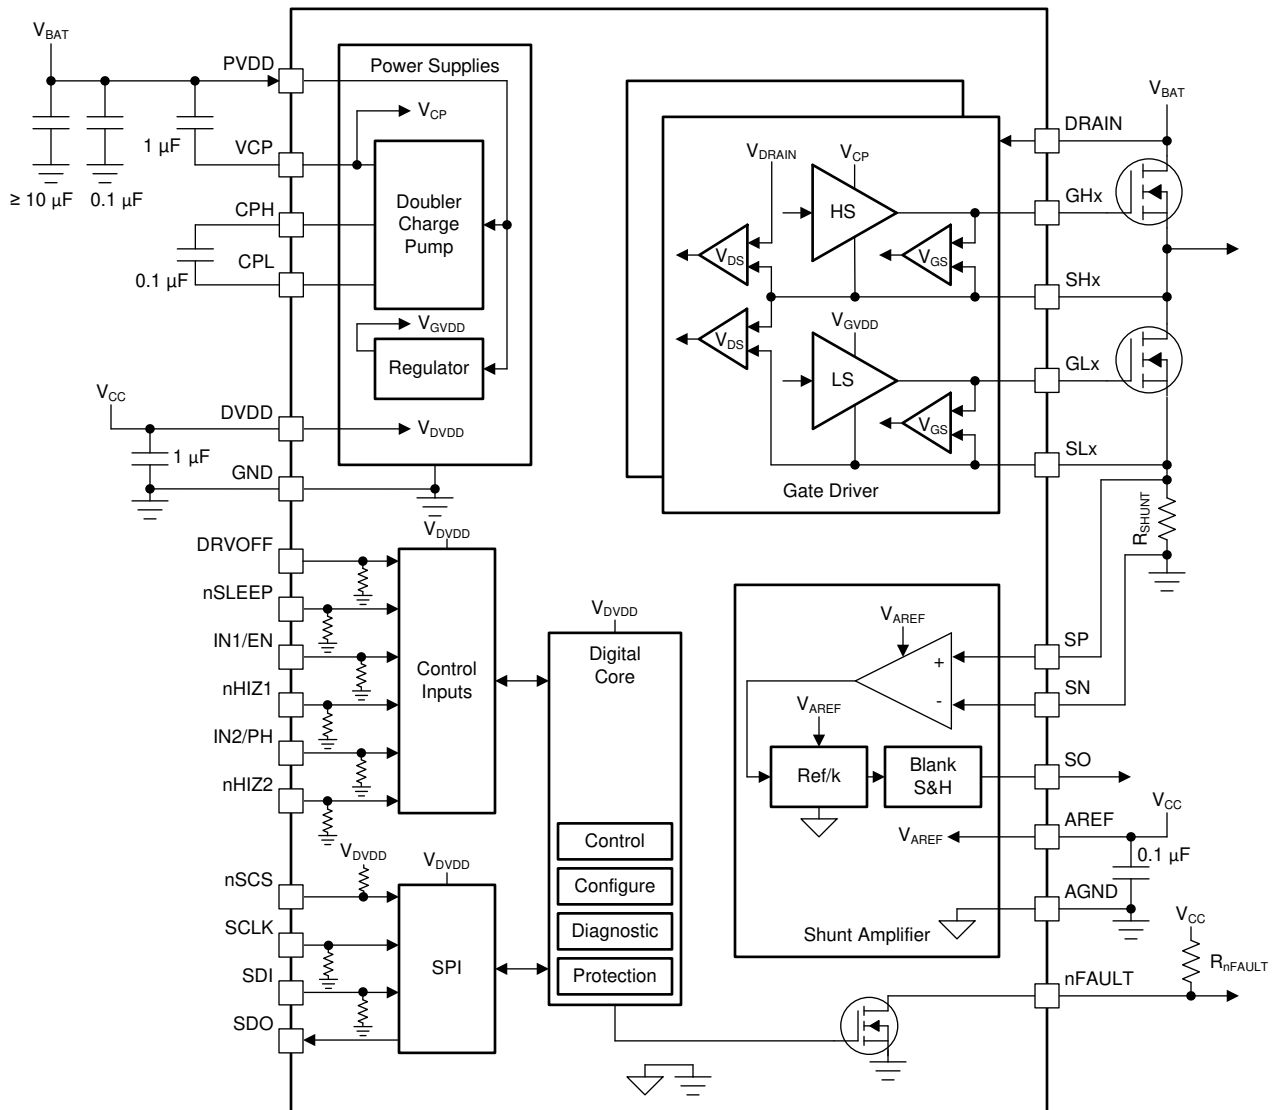 VBAT
PVDD
1 µF
VCP
≥ 10 µF
0.1 µF
CPH
CPL
0.1 µF
Power Supplies
VCP
Doubler
Charge
Pump
VGVDD
Regulator
VCC
DVDD
VDVDD
1 µF
GND
DRVOFF
nSLEEP
IN1/EN
nHIZ1
IN2/PH
nHIZ2
VDVDD
Control
Inputs
nSCS
SCLK
SDI
SDO
VDVDD
VDVDD
SPI
VDVDD
Digital
Core
Control
Configure
Diagnostic
Protection
VDRAIN
VCP
HS
VDS
VGS
VDS
VGVDD
LS
VGS
Gate Driver
VBAT
DRAIN
GHx
SHx
GLx
SLx
RSHUNT
VAREF
+
-
VAREF
Ref/k
Blank
S&H
VAREF
Shunt Amplifier
SP
SN
SO
AREF
VCC
0.1 µF
AGND
VCC
RnFAULT
nFAULT